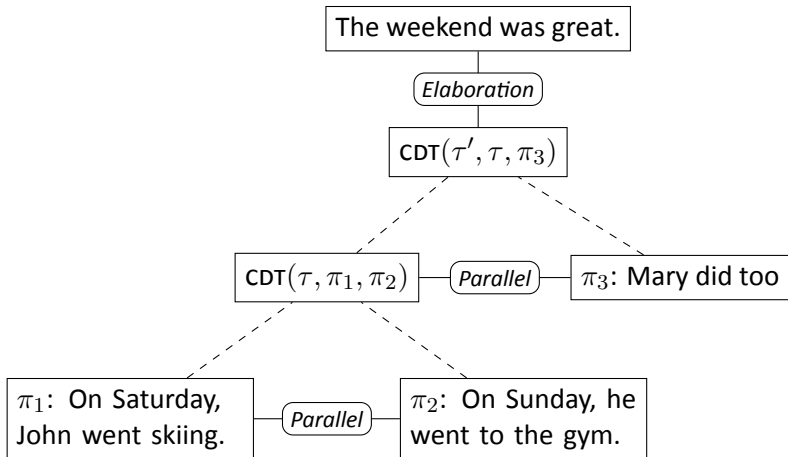 The weekend was great.
Elaboration
CDT(τ′, τ, π₃)
CDT(τ, π₁, π₂) Parallel π₃: Mary did too
π₁: On Saturday,
John went skiing.
Parallel
π₂: On Sunday, he
went to the gym.